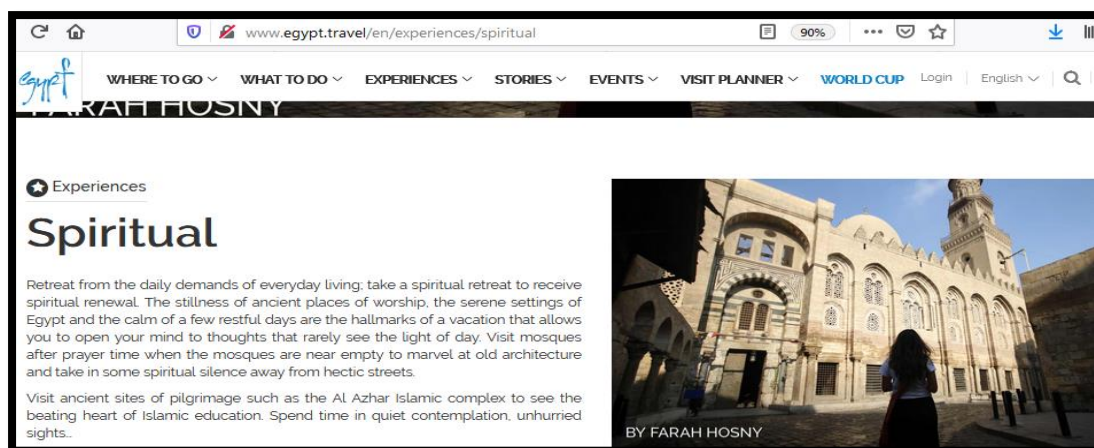 www.egypt.travel/en/experiences/spiritual 90%
egypt WHERE TO GO WHAT TO DO EXPERIENCES STORIES EVENTS VISIT PLANNER WORLD CUP Login English
FARAH HOSNY
Experiences
Spiritual
Retreat from the daily demands of everyday living; take a spiritual retreat to receive
spiritual renewal. The stillness of ancient places of worship, the serene settings of
Egypt and the calm of a few restful days are the hallmarks of a vacation that allows
you to open your mind to thoughts that rarely see the light of day. Visit mosques
after prayer time when the mosques are near empty to marvel at old architecture
and take in some spiritual silence away from hectic streets.
Visit ancient sites of pilgrimage such as the Al Azhar Islamic complex to see the
beating heart of Islamic education. Spend time in quiet contemplation, unhurried
sights...
BY FARAH HOSNY